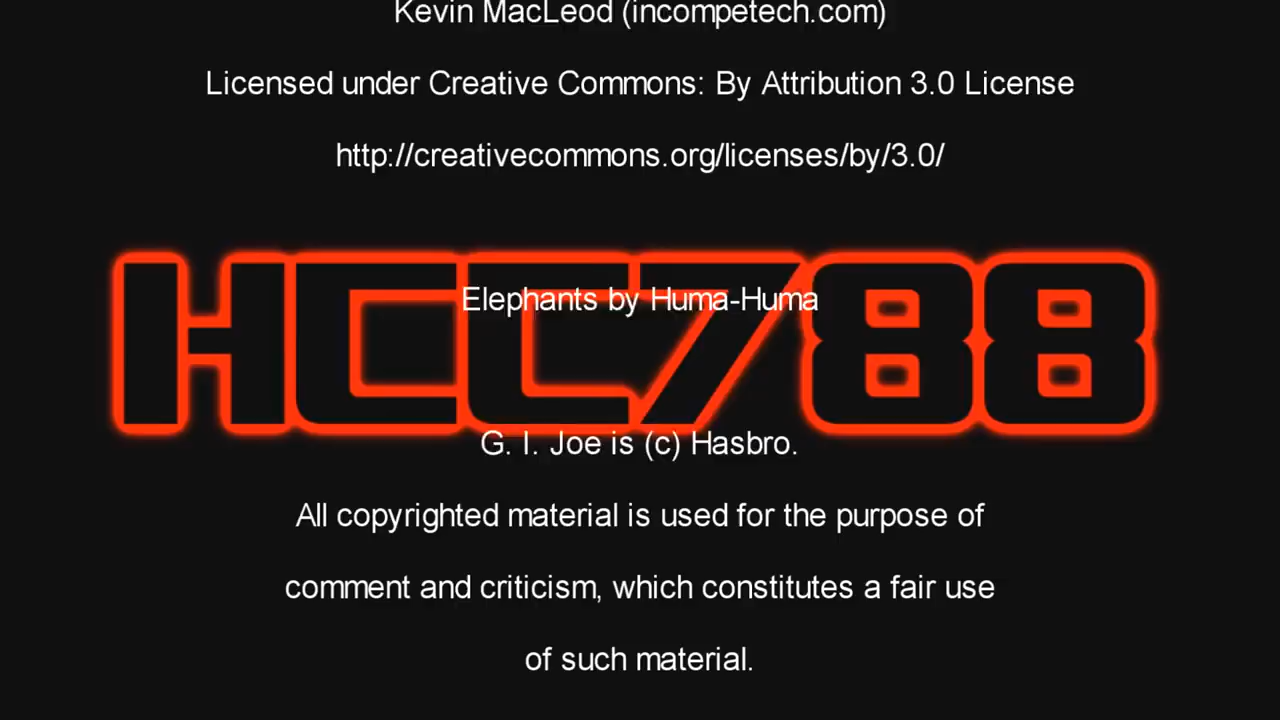 Kevin MacLeod (incompetech.com)
Licensed under Creative Commons: By Attribution 3.0 License
http://creativecommons.org/licenses/by/3.0/
HCC788
Elephants by Huma-Huma
G. I. Joe is (c) Hasbro.
All copyrighted material is used for the purpose of
comment and criticism, which constitutes a fair use
of such material.